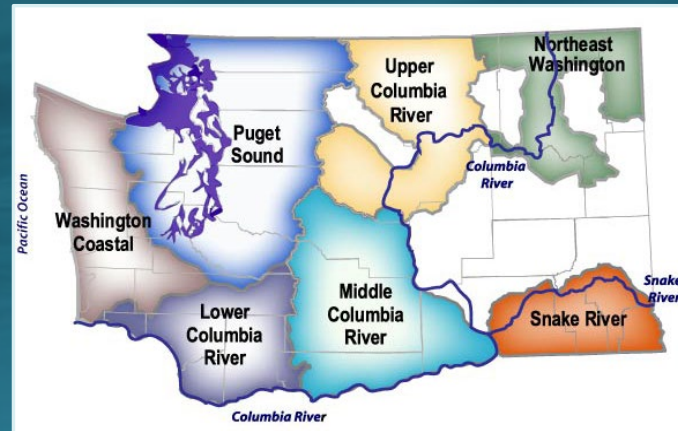 Northeast
Washington
Upper
Columbia
River
Puget
Sound
Columbia
River
Pacific Ocean
Washington
Coastal
Snake
River
Lower
Columbia
River
Middle
Columbia
River
Snake River
Columbia River